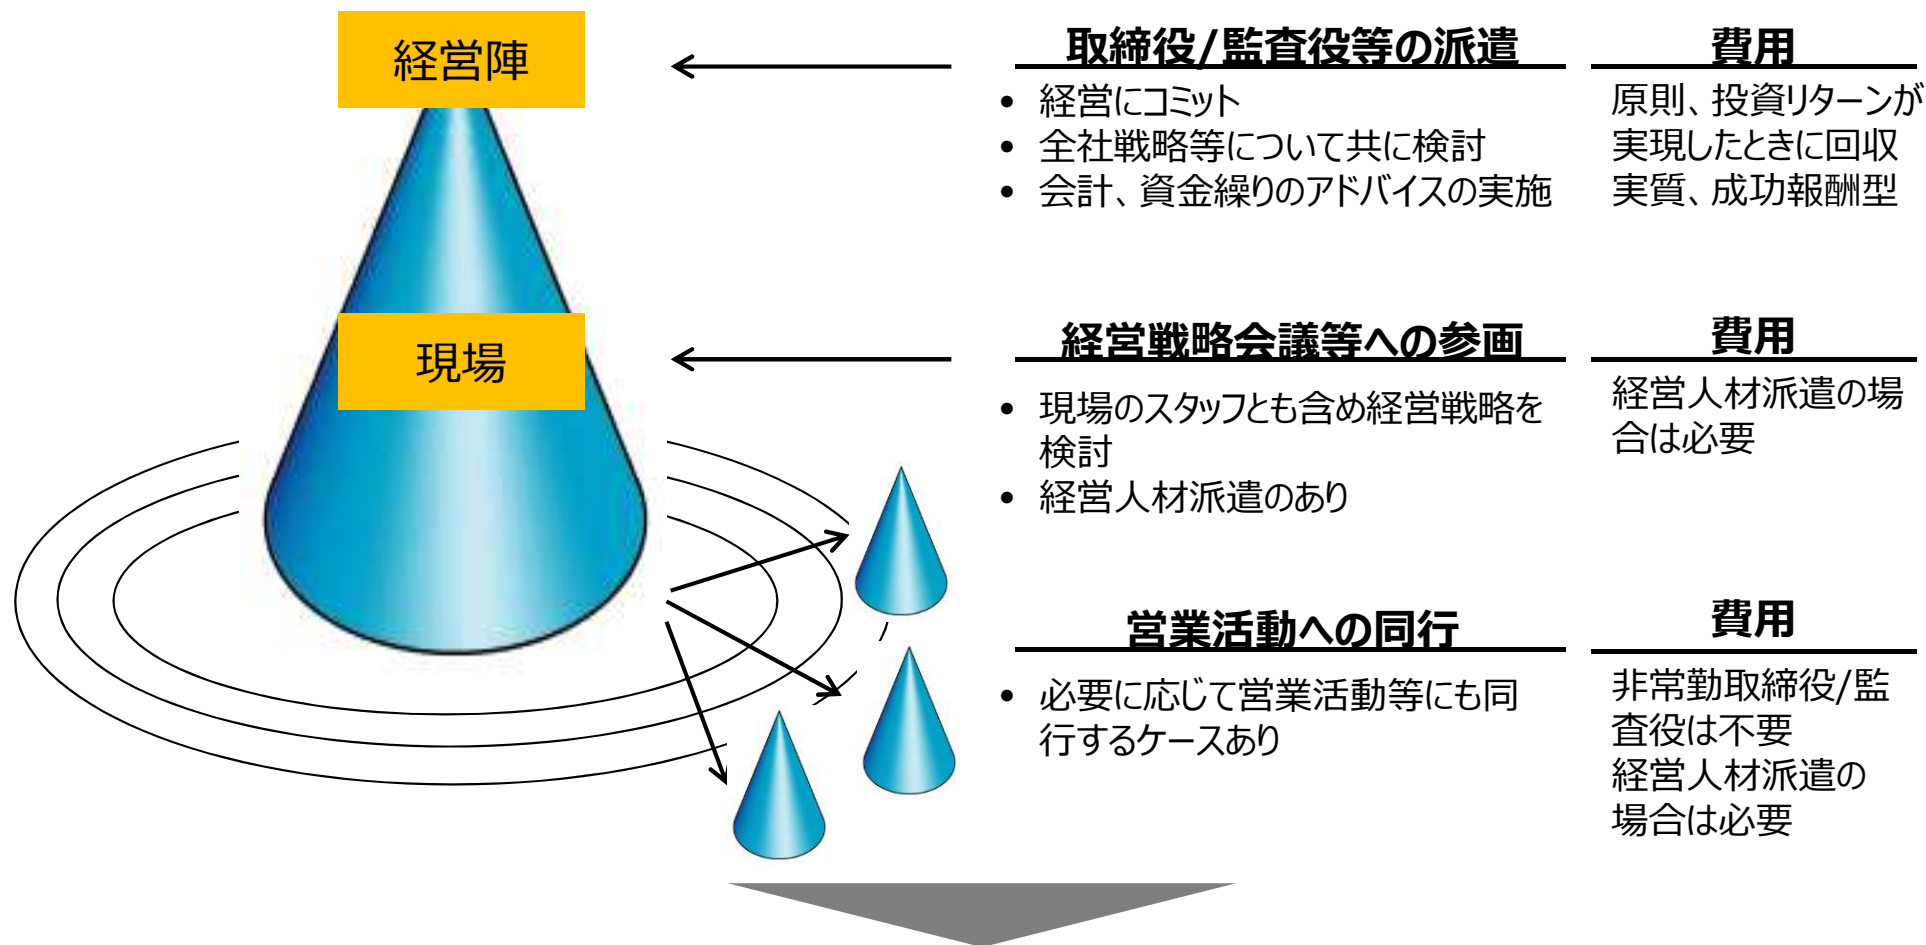 経営陣
取締役/監査役等の派遣
費用
• 経営にコミット
• 全社戦略等について共に検討
• 会計、資金繰りのアドバイスの実施
原則、投資リターンが
実現したときに回収
実質、成功報酬型
現場
経営戦略会議等への参画
費用
• 現場のスタッフとも含め経営戦略を
検討
• 経営人材派遣のあり
経営人材派遣の場
合は必要
営業活動への同行
費用
• 必要に応じて営業活動等にも同
行するケースあり
非常勤取締役/監
査役は不要
経営人材派遣の
場合は必要